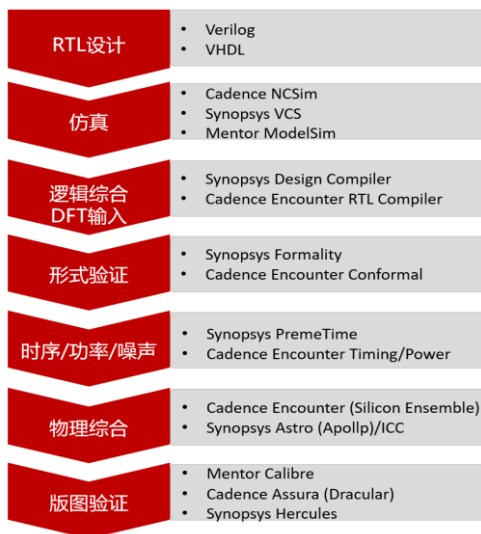 RTL设计
• Verilog
• VHDL
仿真
• Cadence NCSim
• Synopsys VCS
• Mentor ModelSim
逻辑综合
DFT输入
• Synopsys Design Compiler
• Cadence Encounter RTL Compiler
形式验证
• Synopsys Formality
• Cadence Encounter Conformal
时序/功率/噪声
• Synopsys PremeTime
• Cadence Encounter Timing/Power
物理综合
• Cadence Encounter (Silicon Ensemble)
• Synopsys Astro (Apollp)/ICC
版图验证
• Mentor Calibre
• Cadence Assura (Dracular)
• Synopsys Hercules